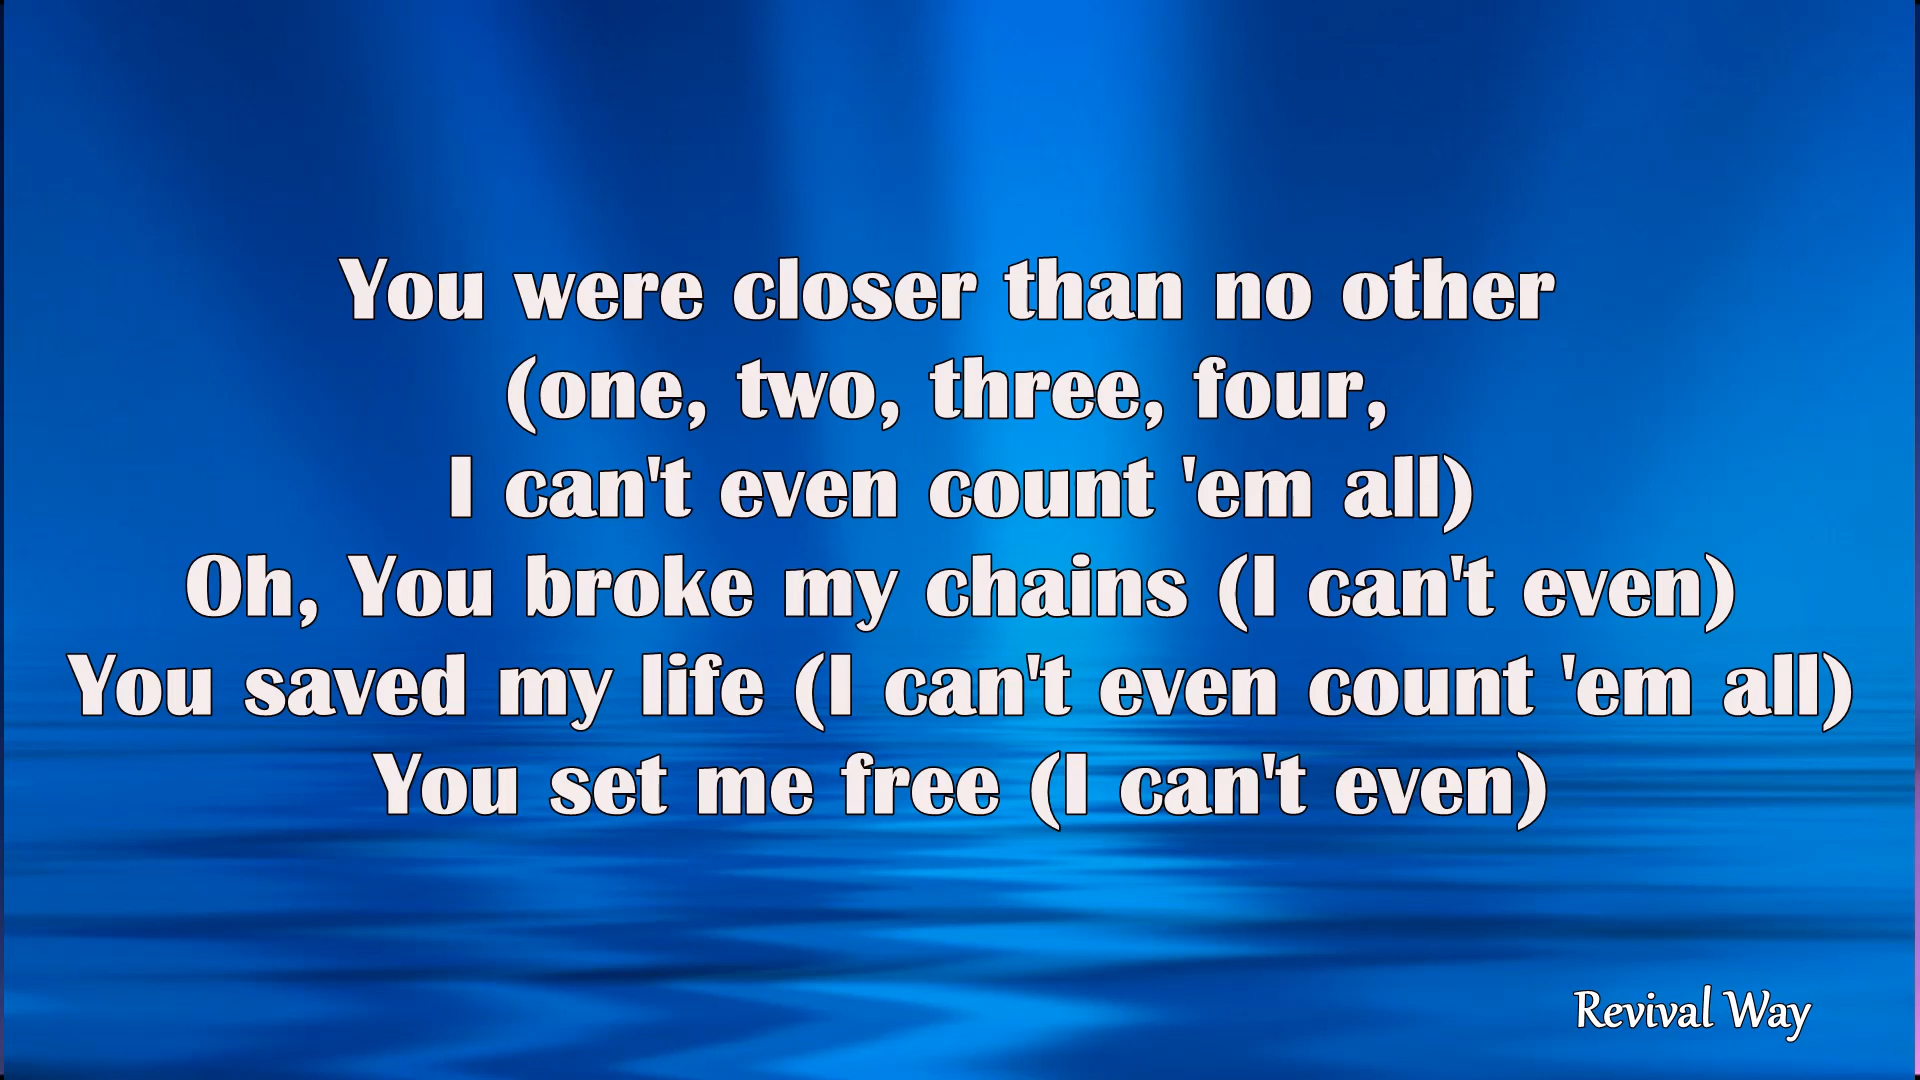 You were closer than no other
(one, two, three, four,
I can't even count 'em all)
Oh, You broke my chains (I can't even)
You saved my life (I can't even count 'em all)
You set me free (I can't even)
Revival Way